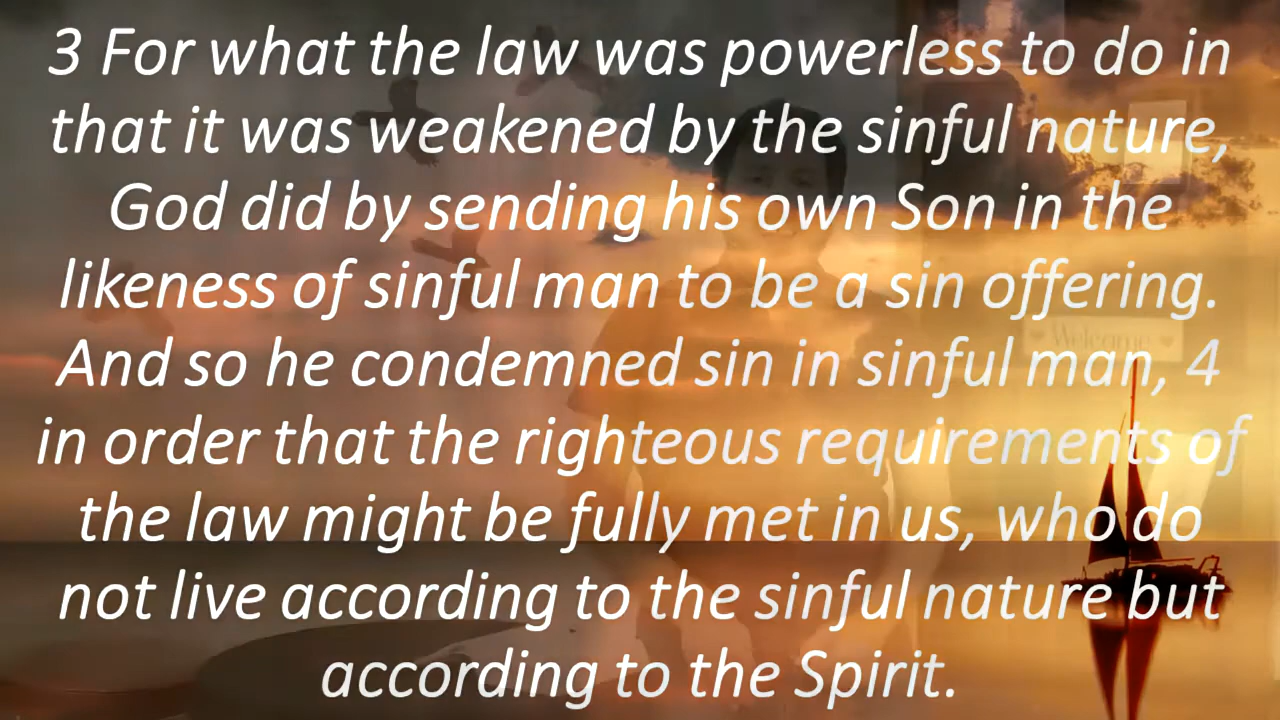 3 For what the law was powerless to do in
that it was weakened by the sinful nature,
God did by sending his own Son in the
likeness of sinful man to be a sin offering.
And so he condemned sin in sinful man, 4
in order that the righteous requirements of
the law might be fully met in us, who do
not live according to the sinful nature but
according to the Spirit.
Welcome